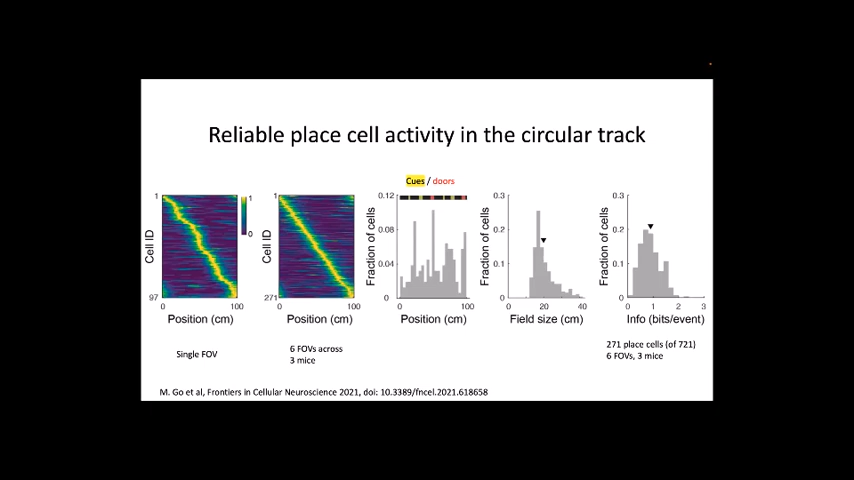 Reliable place cell activity in the circular track
Cues / doors
1
97
Cell ID
0
100
Position (cm)
1
0
Single FOV
1
271
Cell ID
0
100
Position (cm)
6 FOVs across
3 mice
0.12
0.08
0.04
0
Fraction of cells
0
100
Position (cm)
0.3
0.2
0.1
0
Fraction of cells
0
20
40
Field size (cm)
0.3
0.2
0.1
0
Fraction of cells
0
1
2
3
Info (bits/event)
271 place cells (of 721)
6 FOVs, 3 mice
M. Go et al, Frontiers in Cellular Neuroscience 2021, doi: 10.3389/fncel.2021.618658